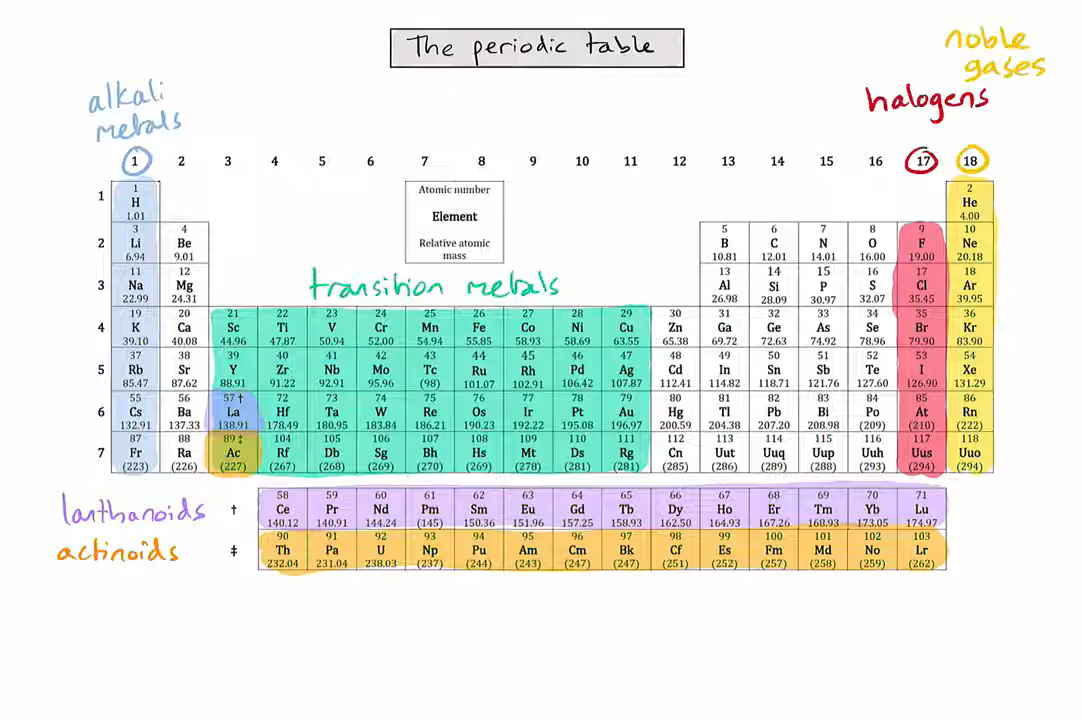 The periodic table
noble
gases
alkali
metals
halogens
1 2 3 4 5 6 7 8 9 10 11 12 13 14 15 16 17 18
1 1 Atomic number 2
H Element He
1.01 Relative atomic mass 4.00
2 3 4 5 6 7 8 9 10
Li Be B C N O F Ne
6.94 9.01 10.81 12.01 14.01 16.00 19.00 20.18
3 11 12 13 14 15 16 17 18
Na Mg Al Si P S Cl Ar
22.99 24.31 26.98 28.09 30.97 32.07 35.45 39.95
transition metals
4 19 20 21 22 23 24 25 26 27 28 29 30 31 32 33 34 35 36
K Ca Sc Ti V Cr Mn Fe Co Ni Cu Zn Ga Ge As Se Br Kr
39.10 40.08 44.96 47.87 50.94 52.00 54.94 55.85 58.93 58.69 63.55 65.38 69.72 72.63 74.92 78.96 79.90 83.90
5 37 38 39 40 41 42 43 44 45 46 47 48 49 50 51 52 53 54
Rb Sr Y Zr Nb Mo Tc Ru Rh Pd Ag Cd In Sn Sb Te I Xe
85.47 87.62 88.91 91.22 92.91 95.96 (98) 101.07 102.91 106.42 107.87 112.41 114.82 118.71 121.76 127.60 126.90 131.29
6 55 56 57 † 72 73 74 75 76 77 78 79 80 81 82 83 84 85 86
Cs Ba La Hf Ta W Re Os Ir Pt Au Hg Tl Pb Bi Po At Rn
132.91 137.33 138.91 178.49 180.95 183.84 186.21 190.23 192.22 195.08 196.97 200.59 204.38 207.20 208.98 (209) (210) (222)
7 87 88 89 ‡ 104 105 106 107 108 109 110 111 112 113 114 115 116 117 118
Fr Ra Ac Rf Db Sg Bh Hs Mt Ds Rg Cn Uut Uuq Uup Uuh Uus Uuo
(223) (226) (227) (267) (268) (269) (270) (269) (278) (281) (281) (285) (286) (289) (288) (293) (294) (294)
lanthanoids † 58 59 60 61 62 63 64 65 66 67 68 69 70 71
Ce Pr Nd Pm Sm Eu Gd Tb Dy Ho Er Tm Yb Lu
140.12 140.91 144.24 (145) 150.36 151.96 157.25 158.93 162.50 164.93 167.26 168.93 173.05 174.97
actinoids ‡ 90 91 92 93 94 95 96 97 98 99 100 101 102 103
Th Pa U Np Pu Am Cm Bk Cf Es Fm Md No Lr
232.04 231.04 238.03 (237) (244) (243) (247) (247) (251) (252) (257) (258) (259) (262)